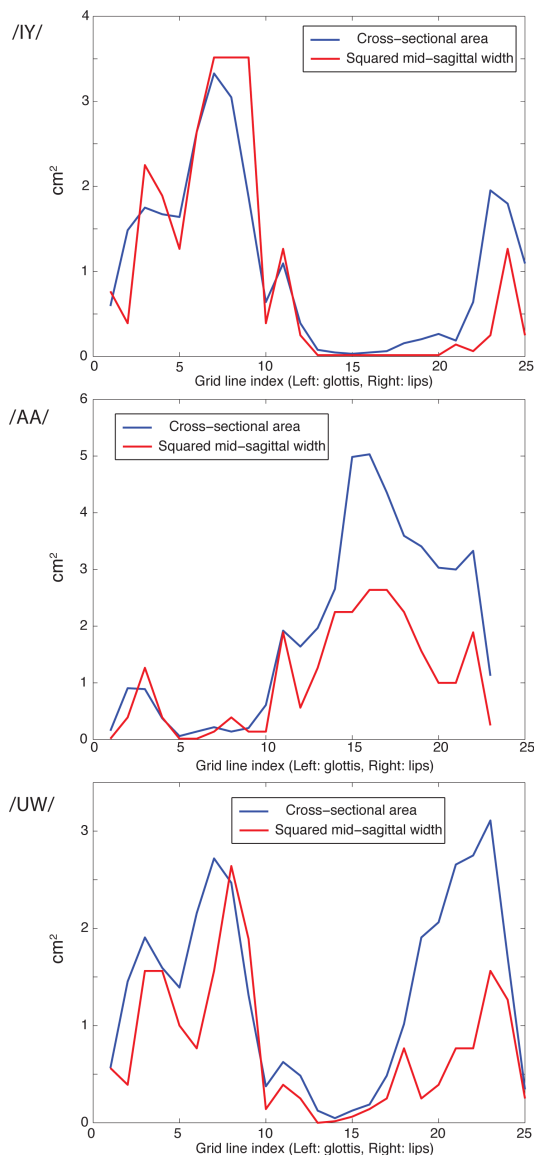 /IY/
4
3
2
1
0
cm²
Cross-sectional area
Squared mid-sagittal width
0 5 10 15 20 25
Grid line index (Left: glottis, Right: lips)
/AA/
6
5
4
3
2
1
0
cm²
Cross-sectional area
Squared mid-sagittal width
0 5 10 15 20 25
Grid line index (Left: glottis, Right: lips)
/UW/
3
2
1
0
cm²
Cross-sectional area
Squared mid-sagittal width
0 5 10 15 20 25
Grid line index (Left: glottis, Right: lips)